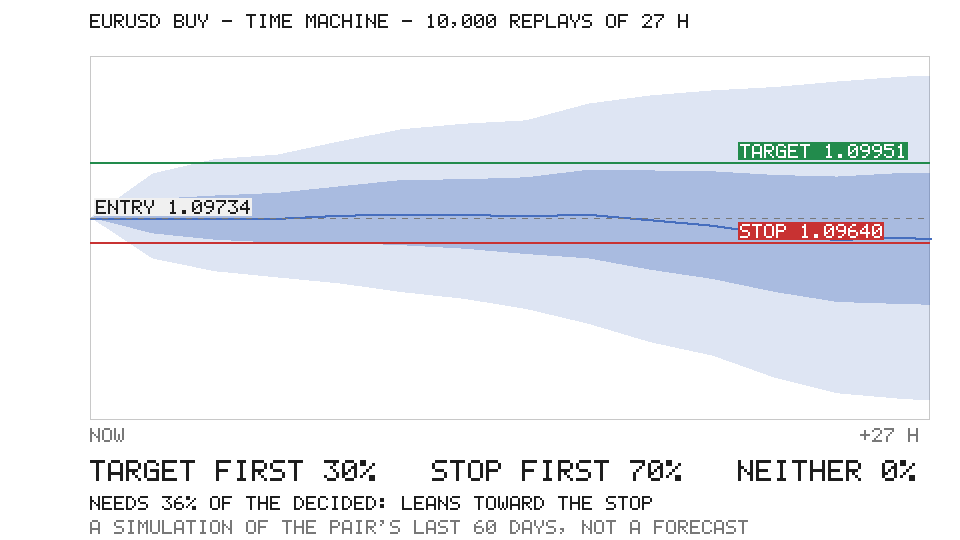 EURUSD BUY - TIME MACHINE - 10,000 REPLAYS OF 27 H
TARGET 1.09951
ENTRY 1.09734
STOP 1.09640
NOW +27 H
TARGET FIRST 30% STOP FIRST 70% NEITHER 0%
NEEDS 36% OF THE DECIDED: LEANS TOWARD THE STOP
A SIMULATION OF THE PAIR'S LAST 60 DAYS, NOT A FORECAST